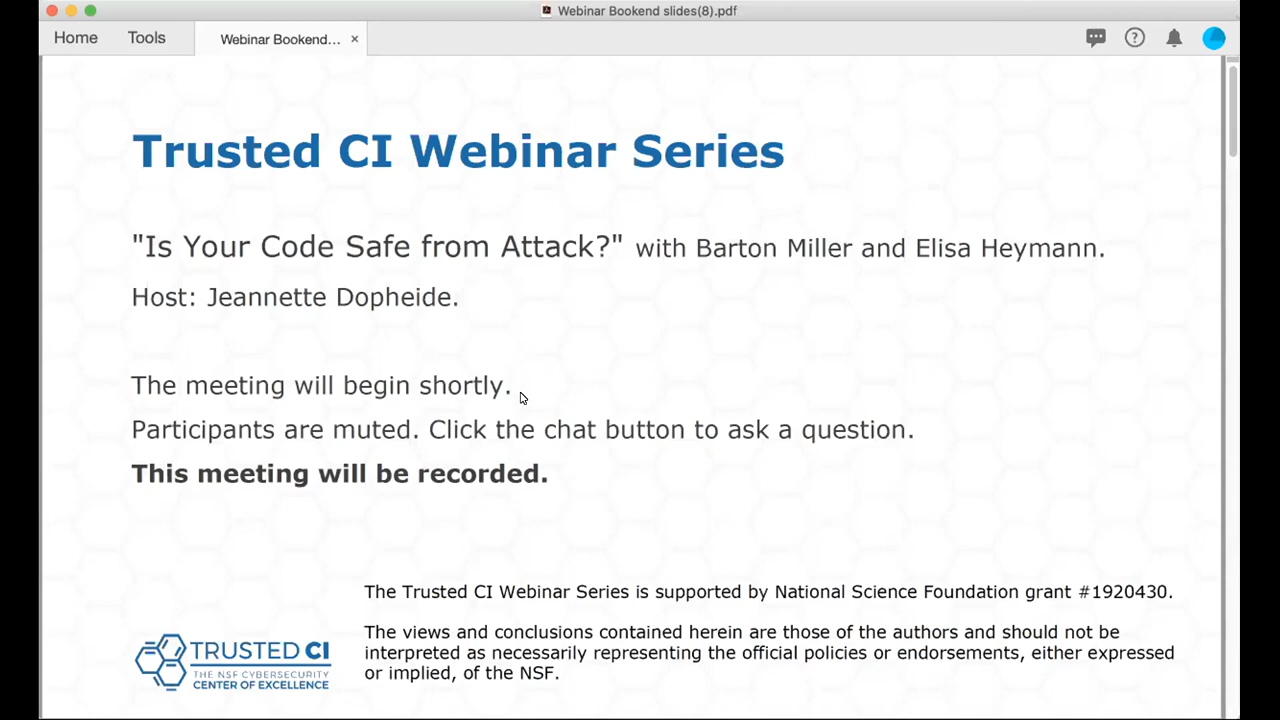 Webinar Bookend slides(8).pdf
Home
Tools
Webinar Bookend...
Trusted CI Webinar Series
"Is Your Code Safe from Attack?" with Barton Miller and Elisa Heymann.
Host: Jeannette Dopheide.
The meeting will begin shortly.
Participants are muted. Click the chat button to ask a question.
This meeting will be recorded.
The Trusted CI Webinar Series is supported by National Science Foundation grant #1920430.
The views and conclusions contained herein are those of the authors and should not be
interpreted as necessarily representing the official policies or endorsements, either expressed
or implied, of the NSF.
TRUSTED CI
THE NSF CYBERSECURITY
CENTER OF EXCELLENCE